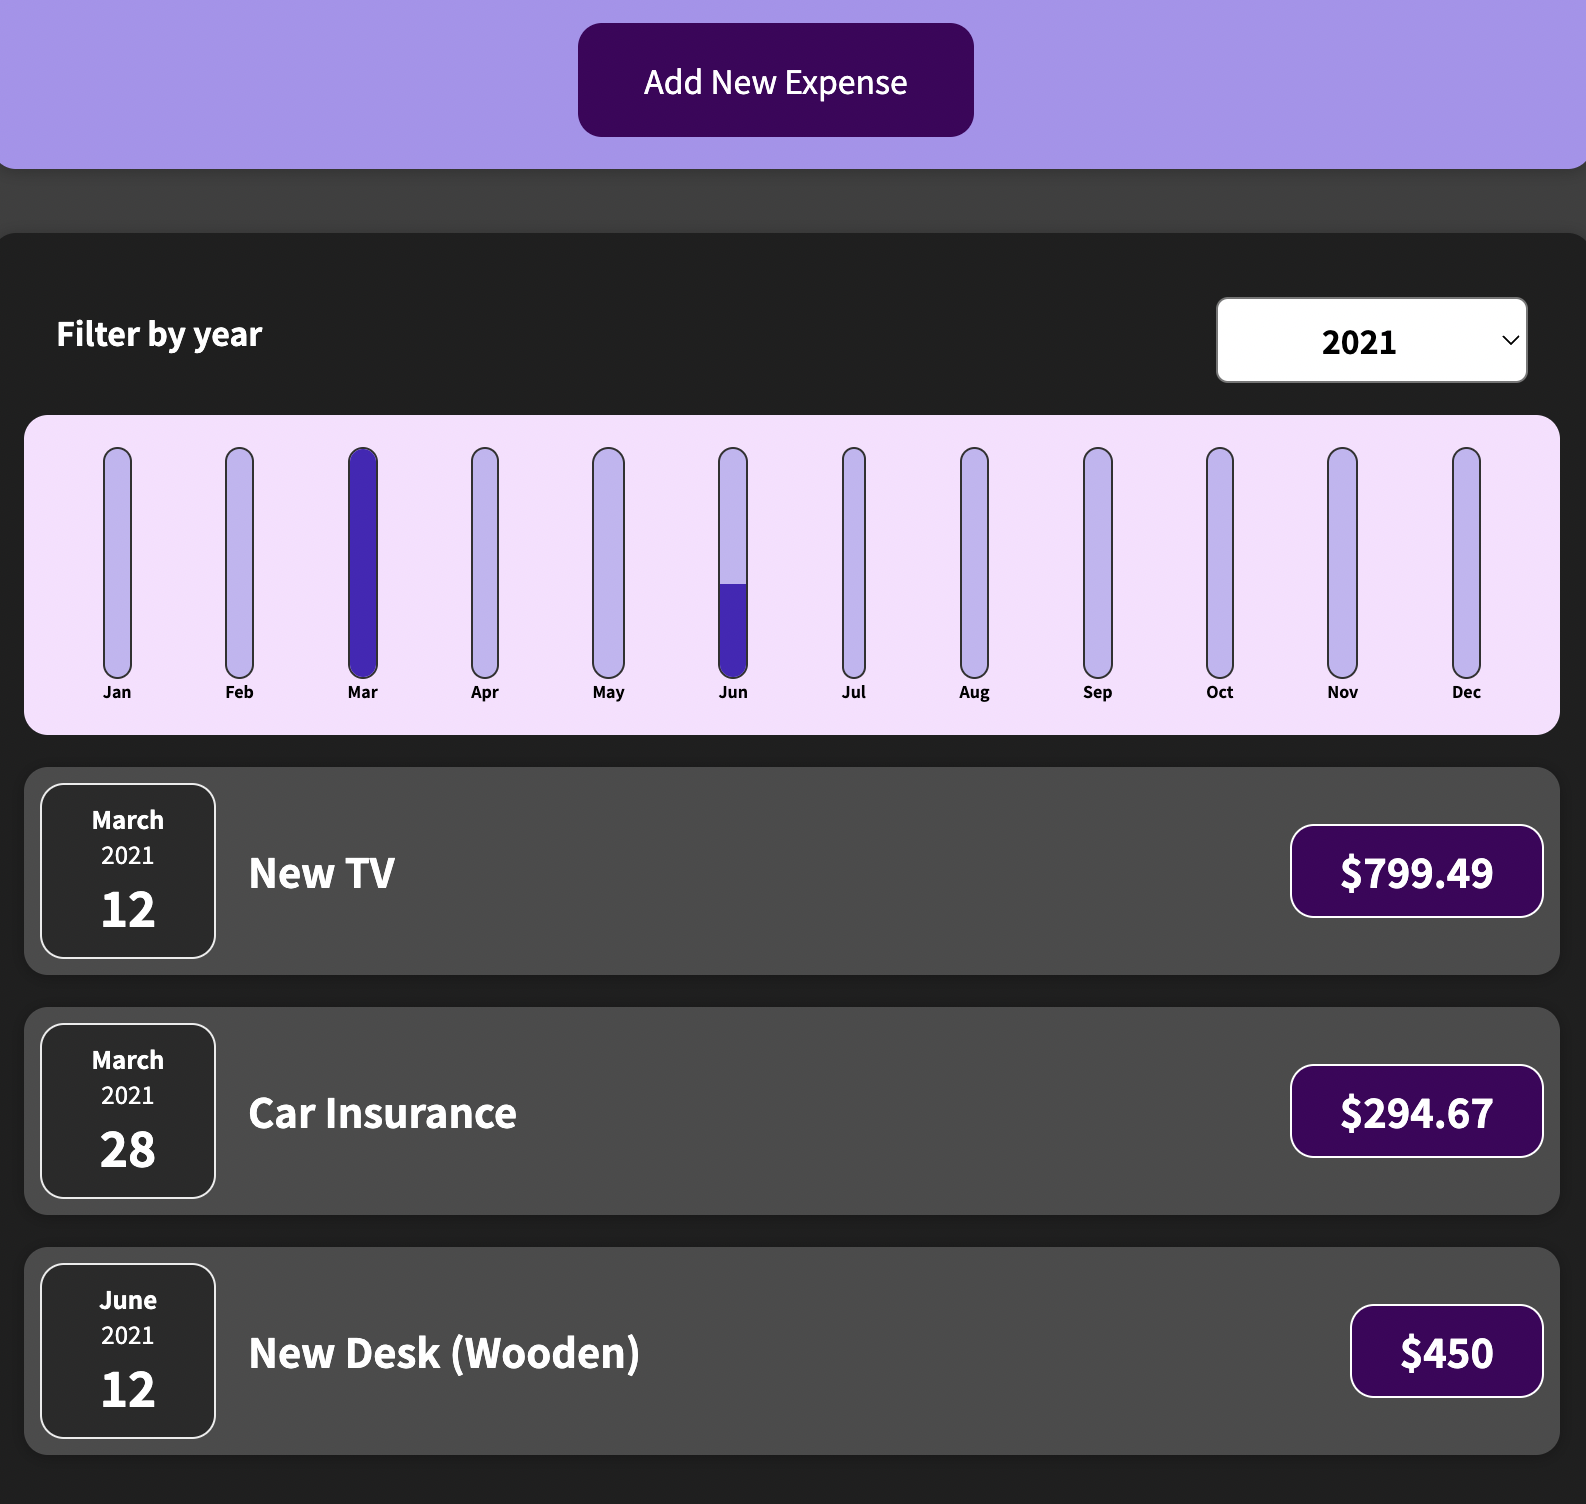 Add New Expense
Filter by year
2021
Jan Feb Mar Apr May Jun Jul Aug Sep Oct Nov Dec
March
2021
12
New TV
$799.49
March
2021
28
Car Insurance
$294.67
June
2021
12
New Desk (Wooden)
$450